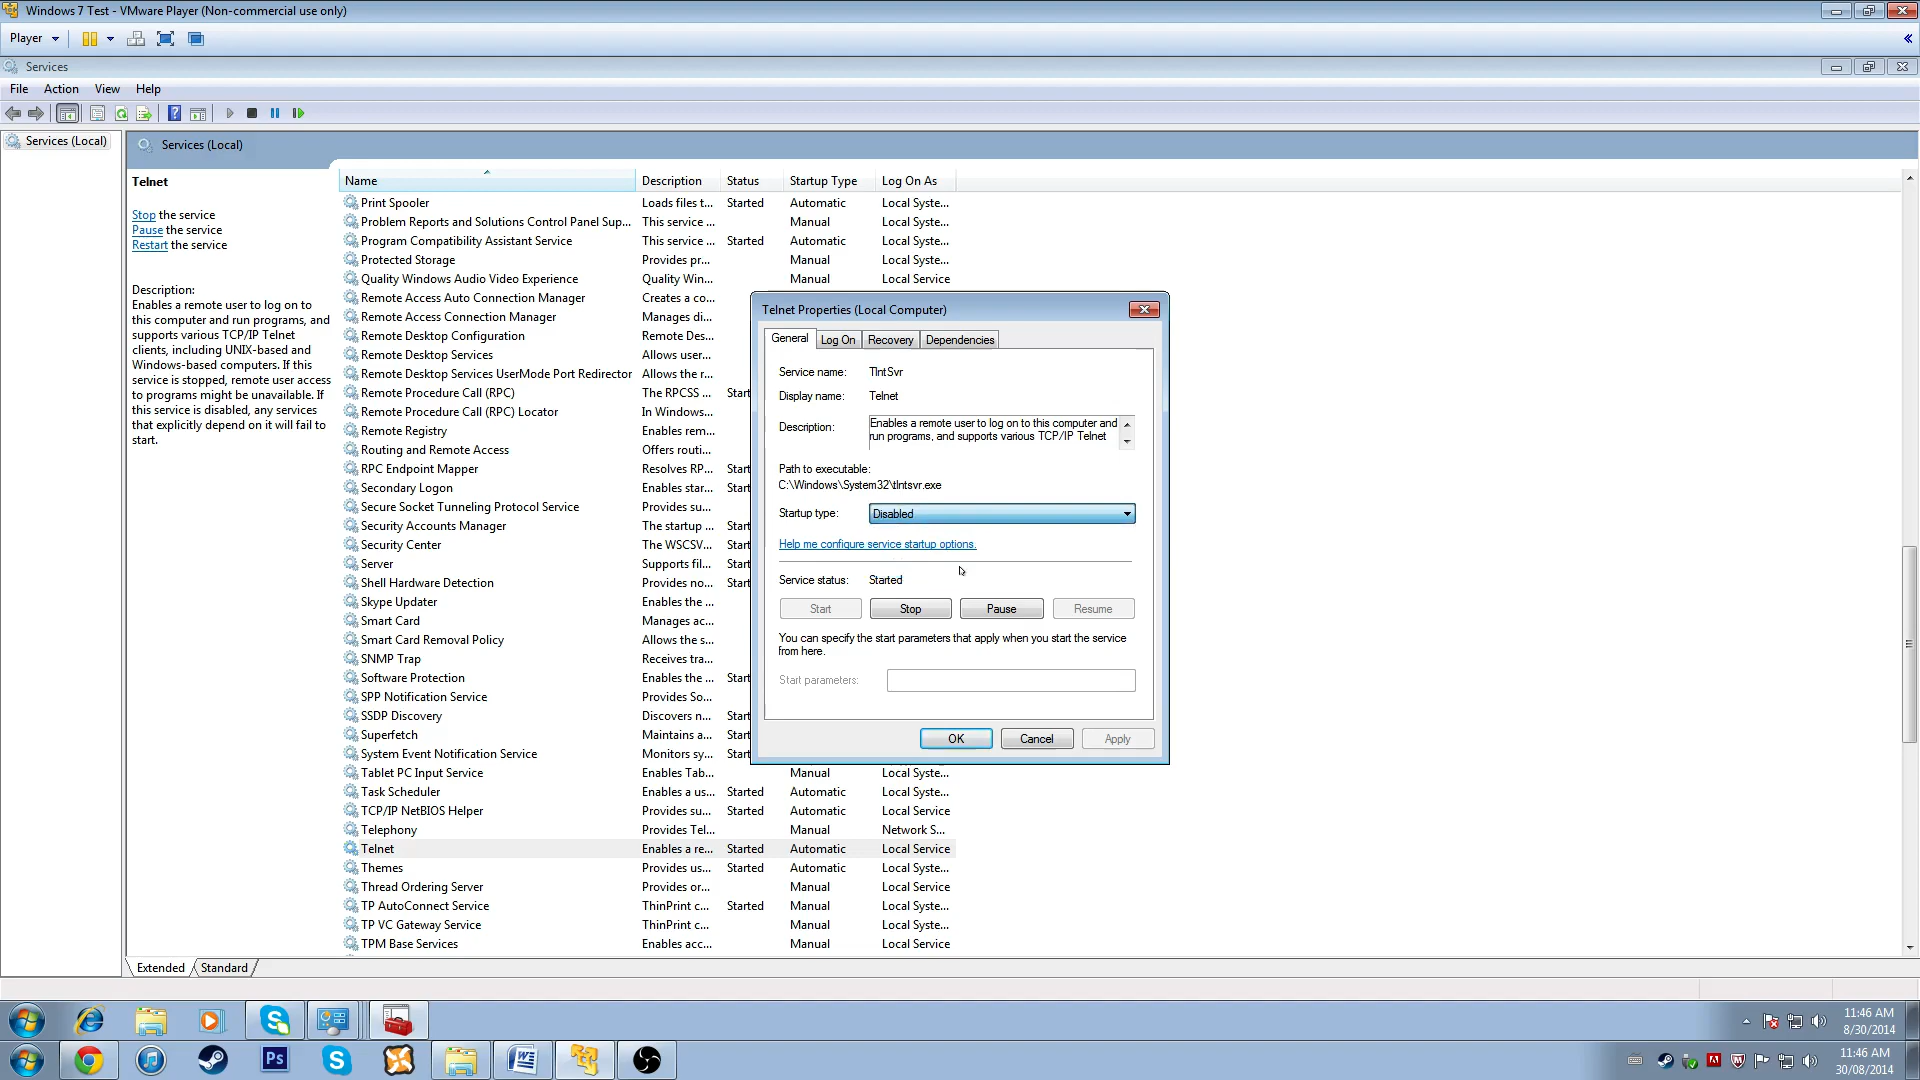 Windows 7 Test - VMware Player (Non-commercial use only)
Player
Services
File Action View Help
Services (Local)
Services (Local)
Telnet
Stop the service
Pause the service
Restart the service
Description:
Enables a remote user to log on to
this computer and run programs, and
supports various TCP/IP Telnet
clients, including UNIX-based and
Windows-based computers. If this
service is stopped, remote user access
to programs might be unavailable. If
this service is disabled, any services
that explicitly depend on it will fail to
start.
Name Description Status Startup Type Log On As
Print Spooler Loads files t... Started Automatic Local Syste...
Problem Reports and Solutions Control Panel Sup... This service ... Manual Local Syste...
Program Compatibility Assistant Service This service ... Started Automatic Local Syste...
Protected Storage Provides pr... Manual Local Syste...
Quality Windows Audio Video Experience Quality Win... Manual Local Service
Remote Access Auto Connection Manager Creates a co...
Remote Access Connection Manager Manages di...
Remote Desktop Configuration Remote Des...
Remote Desktop Services Allows user...
Remote Desktop Services UserMode Port Redirector Allows the r...
Remote Procedure Call (RPC) The RPCSS ... Start
Remote Procedure Call (RPC) Locator In Windows...
Remote Registry Enables rem...
Routing and Remote Access Offers routi...
RPC Endpoint Mapper Resolves RP... Start
Secondary Logon Enables star... Start
Secure Socket Tunneling Protocol Service Provides su...
Security Accounts Manager The startup ... Start
Security Center The WSCSV... Start
Server Supports fil... Start
Shell Hardware Detection Provides no... Start
Skype Updater Enables the ...
Smart Card Manages ac...
Smart Card Removal Policy Allows the s...
SNMP Trap Receives tra...
Software Protection Enables the ... Start
SPP Notification Service Provides So...
SSDP Discovery Discovers n... Start
Superfetch Maintains a... Start
System Event Notification Service Monitors sy... Start
Tablet PC Input Service Enables Tab... Manual Local Syste...
Task Scheduler Enables a us... Started Automatic Local Syste...
TCP/IP NetBIOS Helper Provides su... Started Automatic Local Service
Telephony Provides Tel... Manual Network S...
Telnet Enables a re... Started Automatic Local Service
Themes Provides us... Started Automatic Local Syste...
Thread Ordering Server Provides or... Manual Local Service
TP AutoConnect Service ThinPrint c... Started Manual Local Syste...
TP VC Gateway Service ThinPrint c... Manual Local Syste...
TPM Base Services Enables acc... Manual Local Service
Telnet Properties (Local Computer)
General Log On Recovery Dependencies
Service name: TlntSvr
Display name: Telnet
Description: Enables a remote user to log on to this computer and
run programs, and supports various TCP/IP Telnet
Path to executable:
C:\Windows\System32\tlntsvr.exe
Startup type: Disabled
Help me configure service startup options.
Service status: Started
Start Stop Pause Resume
You can specify the start parameters that apply when you start the service
from here.
Start parameters:
OK Cancel Apply
Extended Standard
11:46 AM
8/30/2014
Ps
11:46 AM
30/08/2014